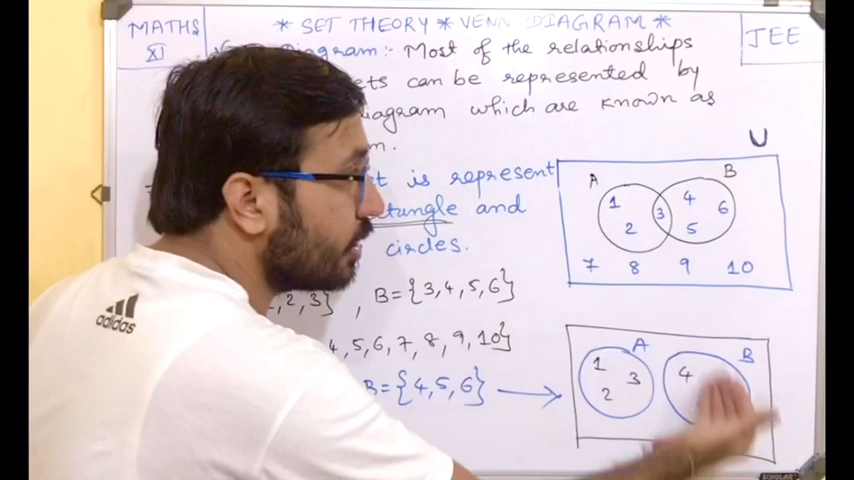 MATHS
XI
* SET THEORY * VENN DIAGRAM *
JEE
Diagram:- Most of the relationships
ets can be represented by
iagram which are known as
m.
t is represent
ctangle and
circles.
2, 3} , B={3,4,5,6}
4,5,6,7,8,9,10}
B={4,5,6}
U
A
B
1
4
3
6
2
5
7 8 9 10
A
B
1
3
4
2
adidas